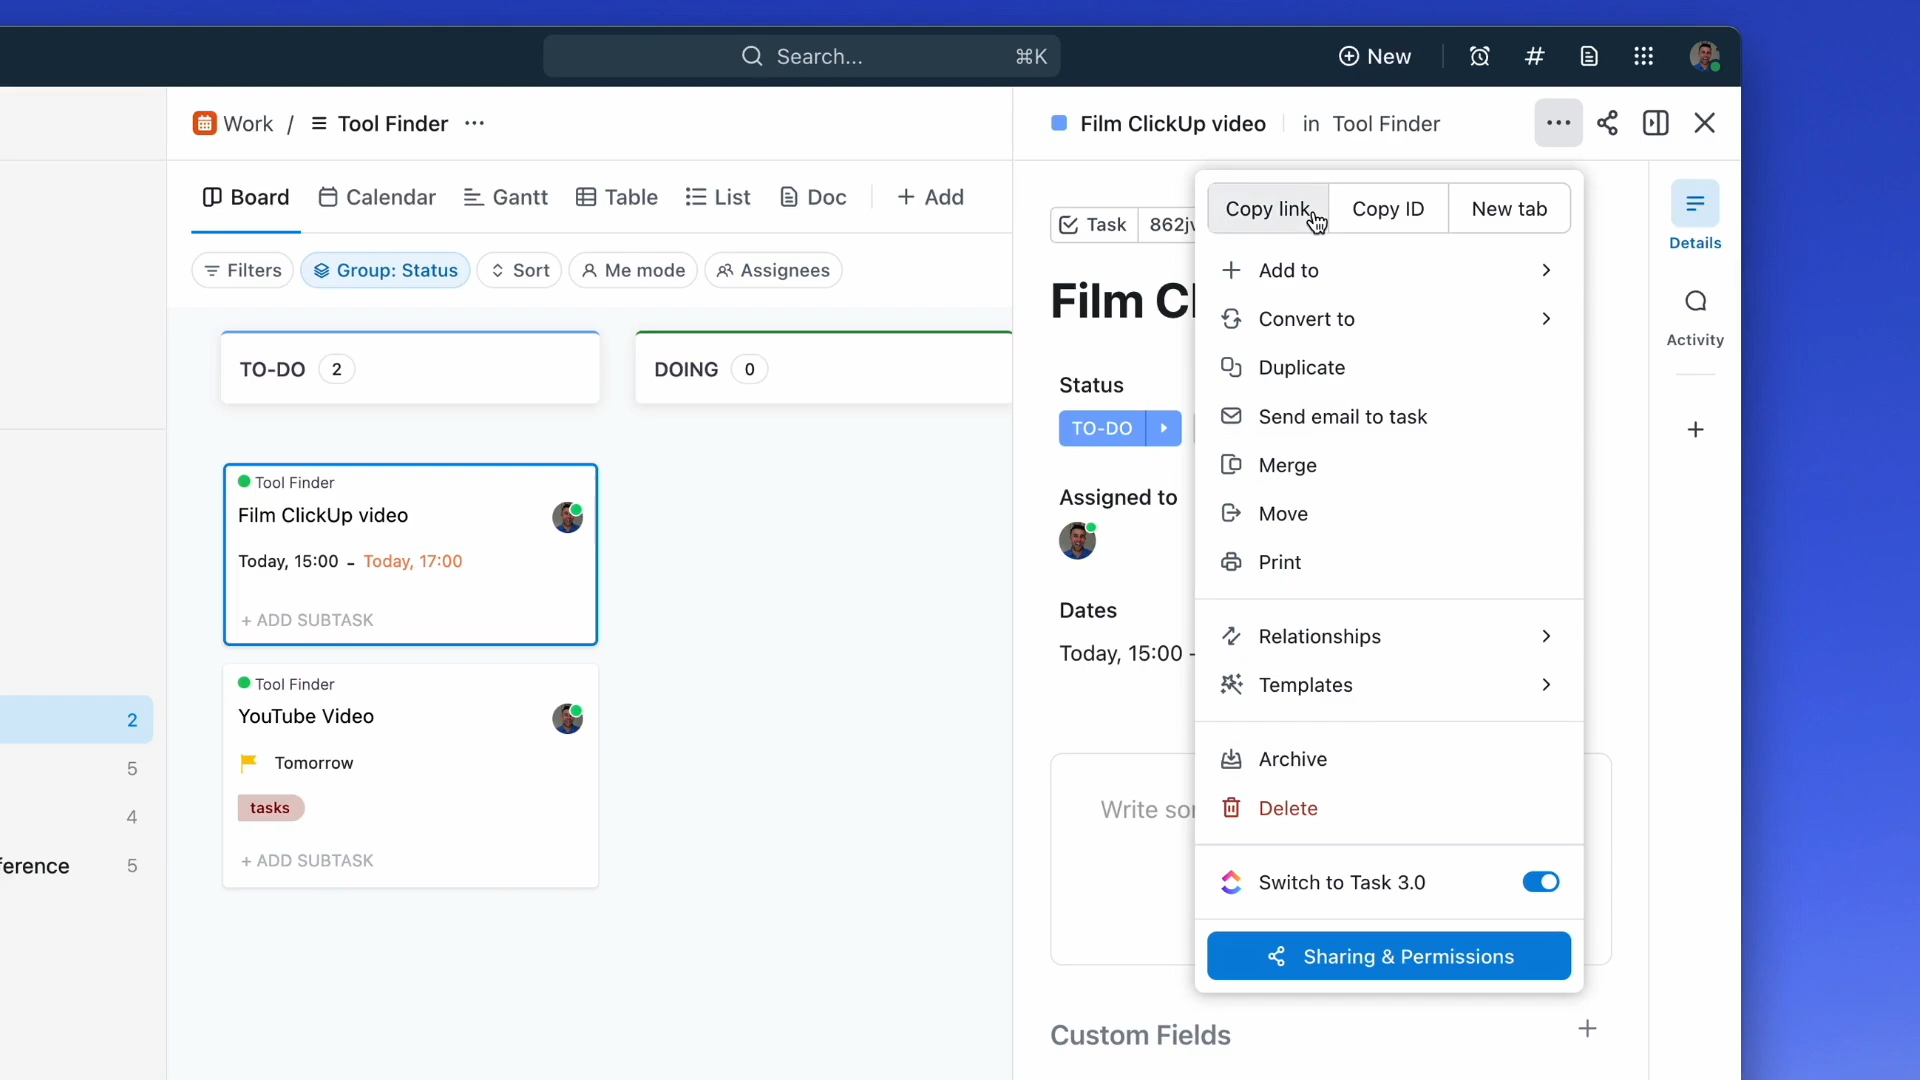 Search...
⌘K
New
Work / Tool Finder ...
Film ClickUp video in Tool Finder
Board
Calendar
Gantt
Table
List
Doc
+ Add
Filters
Group: Status
Sort
Me mode
Assignees
TO-DO 2
DOING 0
Tool Finder
Film ClickUp video
Today, 15:00 - Today, 17:00
+ ADD SUBTASK
Tool Finder
YouTube Video
Tomorrow
tasks
+ ADD SUBTASK
2
5
4
ference 5
Task 862jv
Film Cl
Status
TO-DO
Assigned to
Dates
Today, 15:00 -
Write so
Custom Fields
Copy link
Copy ID
New tab
Add to
Convert to
Duplicate
Send email to task
Merge
Move
Print
Relationships
Templates
Archive
Delete
Switch to Task 3.0
Sharing & Permissions
Details
Activity